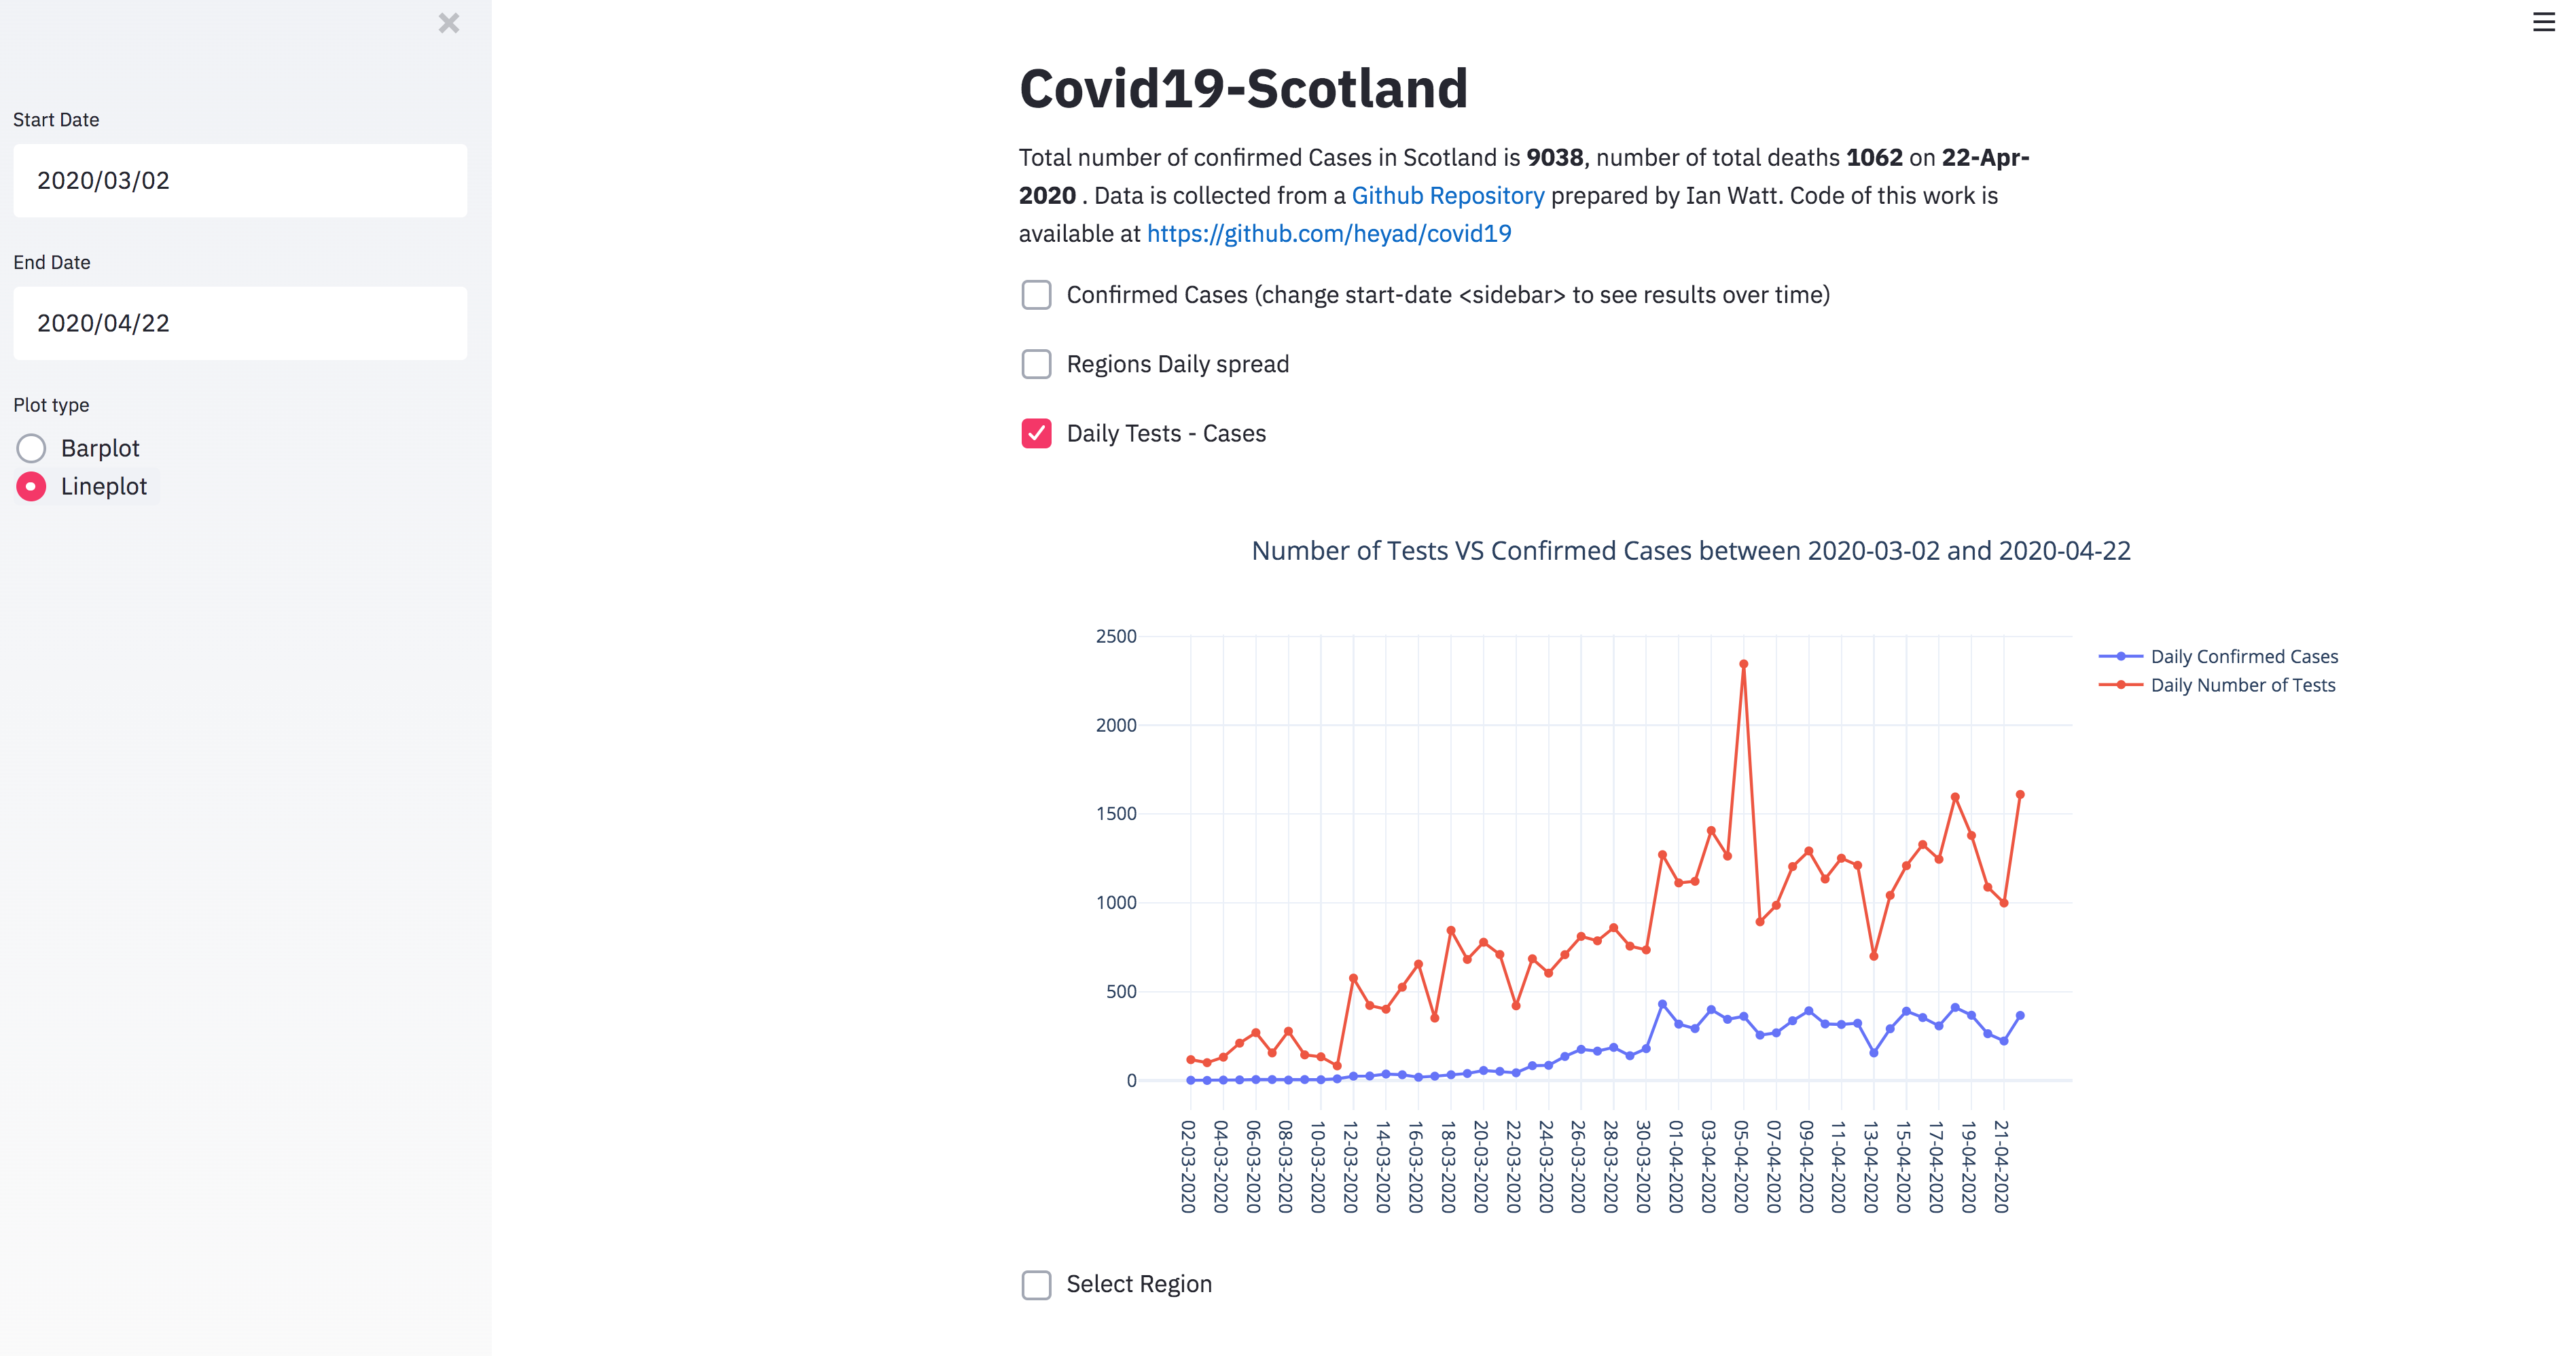 Start Date
2020/03/02
End Date
2020/04/22
Plot type
Barplot
Lineplot
Covid19-Scotland
Total number of confirmed Cases in Scotland is 9038, number of total deaths 1062 on 22-Apr-
2020 . Data is collected from a Github Repository prepared by Ian Watt. Code of this work is
available at https://github.com/heyad/covid19
Confirmed Cases (change start-date <sidebar> to see results over time)
Regions Daily spread
Daily Tests - Cases
Number of Tests VS Confirmed Cases between 2020-03-02 and 2020-04-22
2500
2000
1500
1000
500
0
Daily Confirmed Cases
Daily Number of Tests
02-03-2020
04-03-2020
06-03-2020
08-03-2020
10-03-2020
12-03-2020
14-03-2020
16-03-2020
18-03-2020
20-03-2020
22-03-2020
24-03-2020
26-03-2020
28-03-2020
30-03-2020
01-04-2020
03-04-2020
05-04-2020
07-04-2020
09-04-2020
11-04-2020
13-04-2020
15-04-2020
17-04-2020
19-04-2020
21-04-2020
Select Region